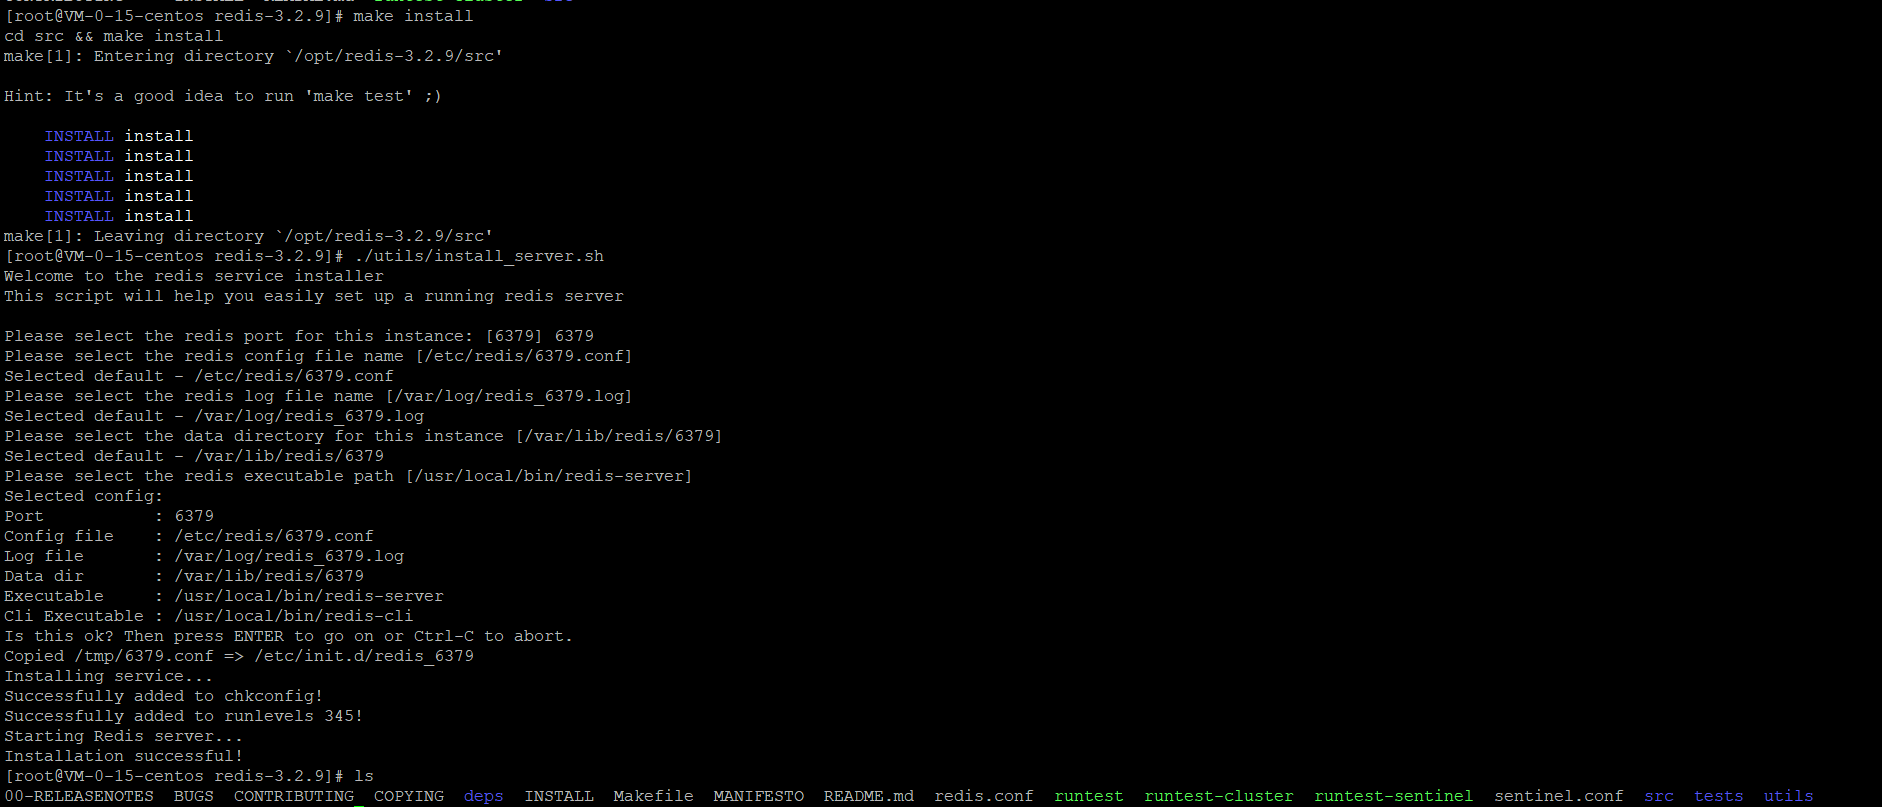 [root@VM-0-15-centos redis-3.2.9]# make install
cd src && make install
make[1]: Entering directory `/opt/redis-3.2.9/src'
Hint: It's a good idea to run 'make test' ;)
INSTALL install
INSTALL install
INSTALL install
INSTALL install
INSTALL install
make[1]: Leaving directory `/opt/redis-3.2.9/src'
[root@VM-0-15-centos redis-3.2.9]# ./utils/install_server.sh
Welcome to the redis service installer
This script will help you easily set up a running redis server
Please select the redis port for this instance: [6379] 6379
Please select the redis config file name [/etc/redis/6379.conf]
Selected default - /etc/redis/6379.conf
Please select the redis log file name [/var/log/redis_6379.log]
Selected default - /var/log/redis_6379.log
Please select the data directory for this instance [/var/lib/redis/6379]
Selected default - /var/lib/redis/6379
Please select the redis executable path [/usr/local/bin/redis-server]
Selected config:
Port           : 6379
Config file    : /etc/redis/6379.conf
Log file       : /var/log/redis_6379.log
Data dir       : /var/lib/redis/6379
Executable     : /usr/local/bin/redis-server
Cli Executable : /usr/local/bin/redis-cli
Is this ok? Then press ENTER to go on or Ctrl-C to abort.
Copied /tmp/6379.conf => /etc/init.d/redis_6379
Installing service...
Successfully added to chkconfig!
Successfully added to runlevels 345!
Starting Redis server...
Installation successful!
[root@VM-0-15-centos redis-3.2.9]# ls
00-RELEASENOTES  BUGS  CONTRIBUTING  COPYING  deps  INSTALL  Makefile  MANIFESTO  README.md  redis.conf  runtest  runtest-cluster  runtest-sentinel  sentinel.conf  src  tests  utils